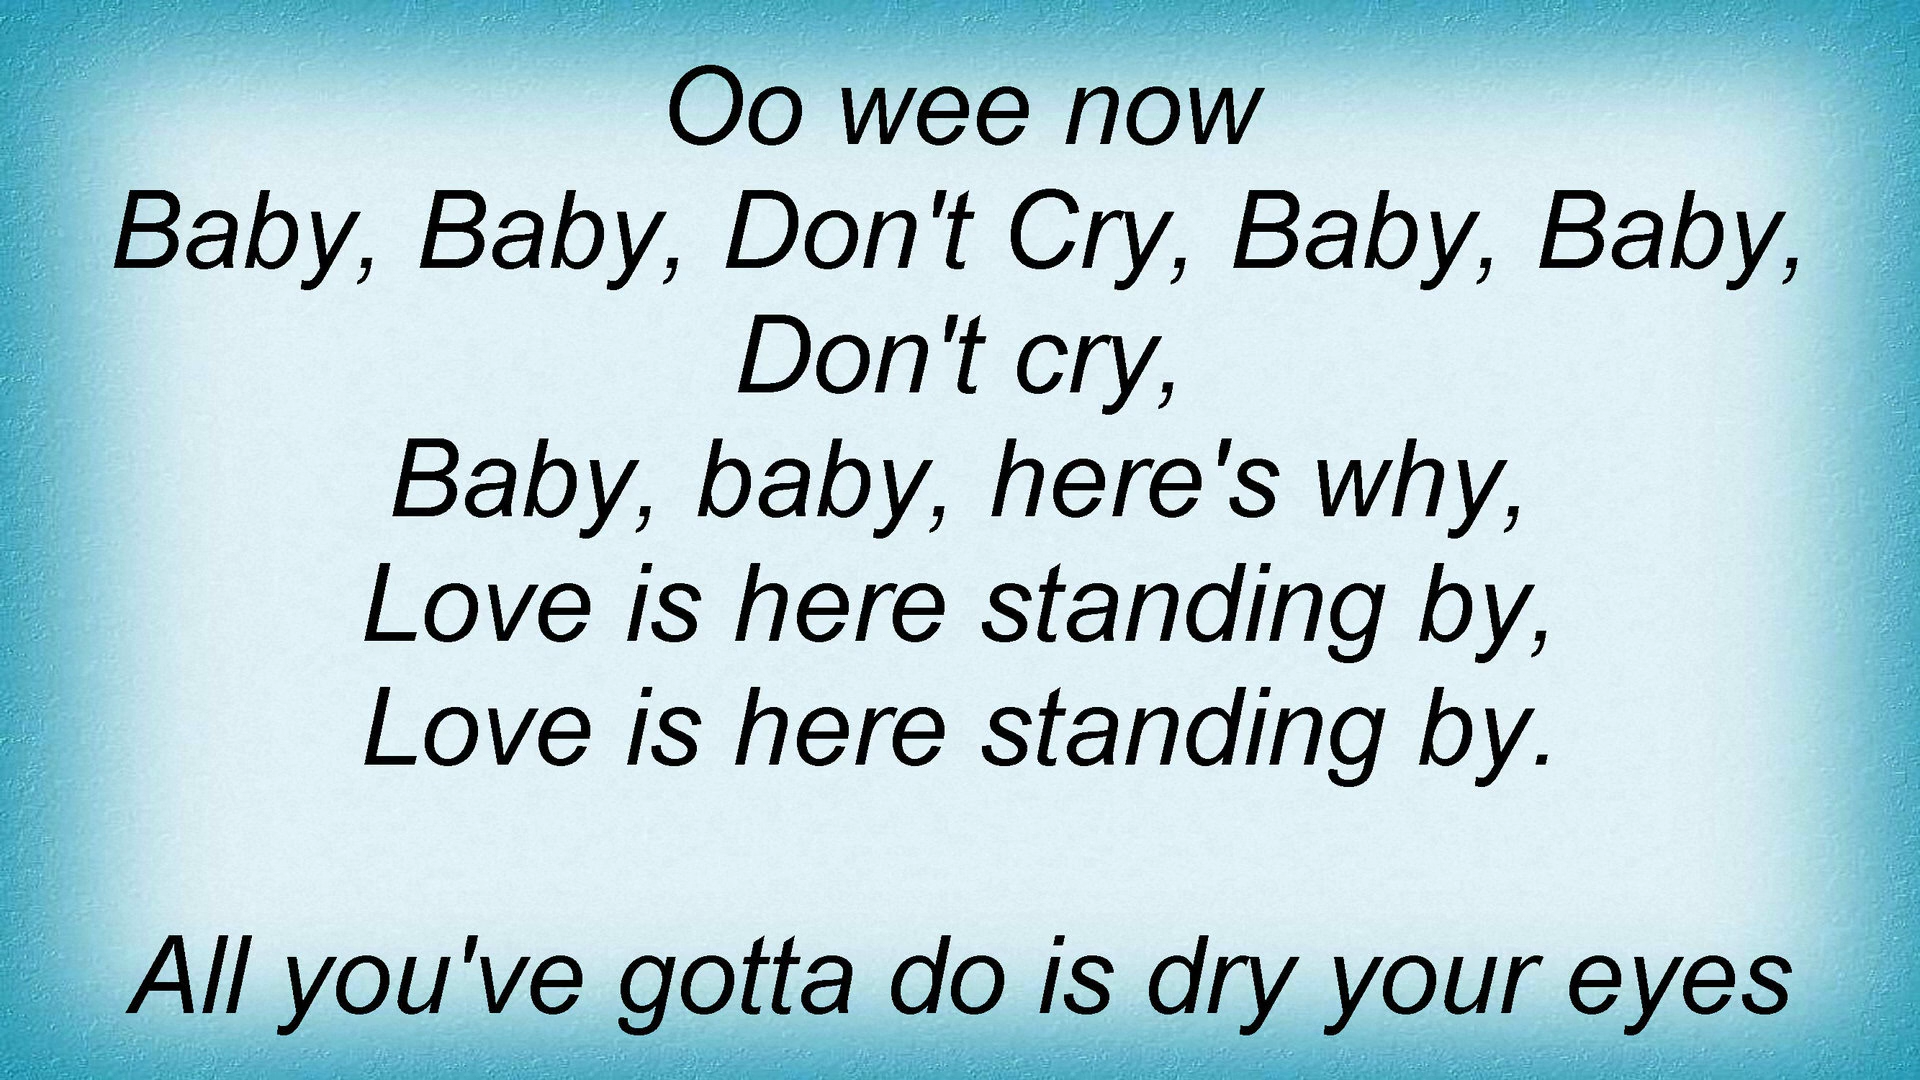 Oo wee now
Baby, Baby, Don't Cry, Baby, Baby,
Don't cry,
Baby, baby, here's why,
Love is here standing by,
Love is here standing by.
All you've gotta do is dry your eyes